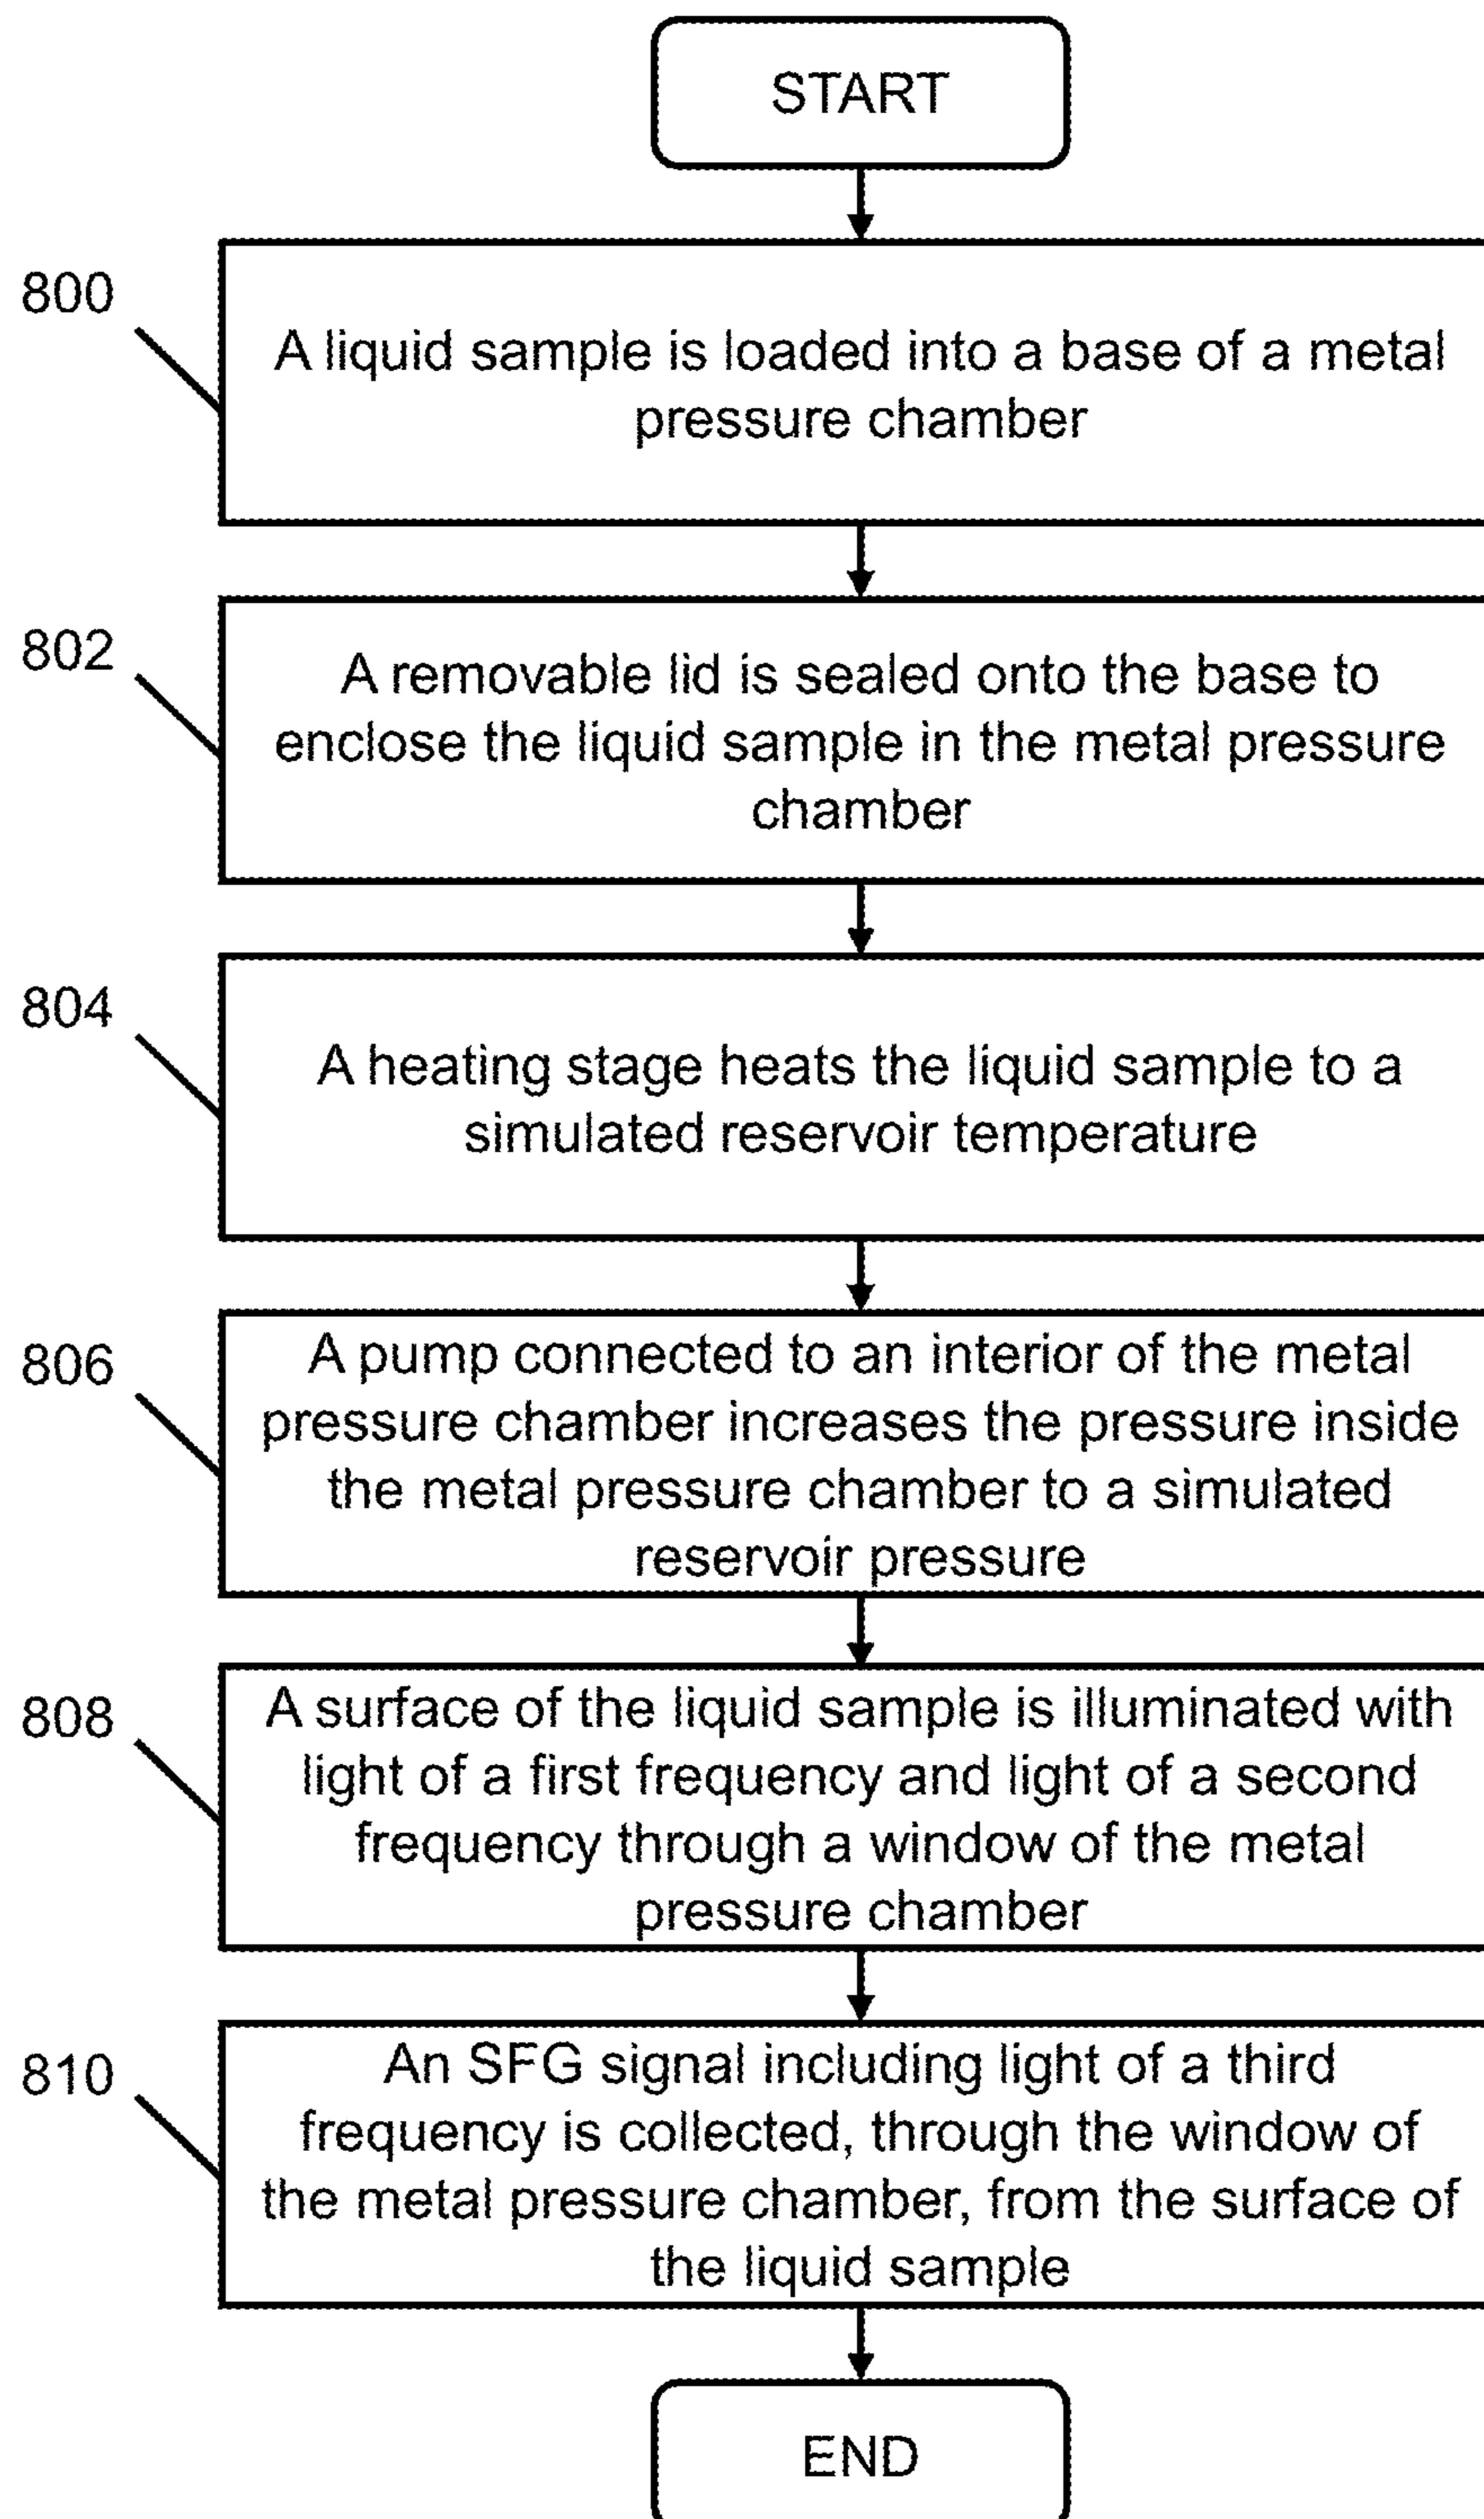 START
800
A liquid sample is loaded into a base of a metal
pressure chamber
802
A removable lid is sealed onto the base to
enclose the liquid sample in the metal pressure
chamber
804
A heating stage heats the liquid sample to a
simulated reservoir temperature
806
A pump connected to an interior of the metal
pressure chamber increases the pressure inside
the metal pressure chamber to a simulated
reservoir pressure
808
A surface of the liquid sample is illuminated with
light of a first frequency and light of a second
frequency through a window of the metal
pressure chamber
810
An SFG signal including light of a third
frequency is collected, through the window of
the metal pressure chamber, from the surface of
the liquid sample
END